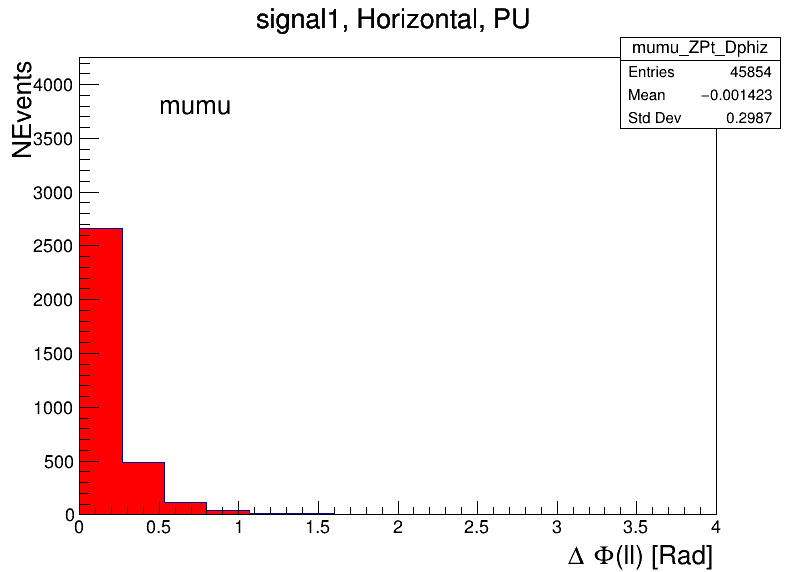 signal1, Horizontal, PU
mumu_ZPt_Dphiz
Entries 45854
Mean −0.001423
Std Dev 0.2987
NEvents
mumu
4000
3500
3000
2500
2000
1500
1000
500
0
0 0.5 1 1.5 2 2.5 3 3.5 4
Δ Φ(ll) [Rad]